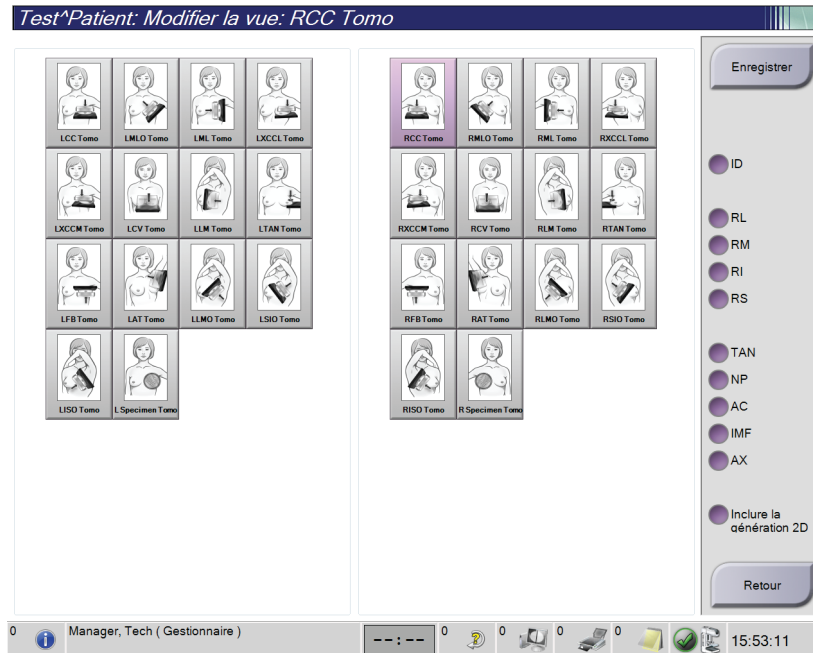 Test^Patient: Modifier la vue: RCC Tomo
LCC Tomo
LMLO Tomo
LML Tomo
LXCCL Tomo
LXCCM Tomo
LCV Tomo
LLM Tomo
LTAN Tomo
LFB Tomo
LAT Tomo
LLMO Tomo
LSIO Tomo
LISO Tomo
L Specimen Tomo
RCC Tomo
RMLO Tomo
RML Tomo
RXCCL Tomo
RXCCM Tomo
RCV Tomo
RLM Tomo
RTAN Tomo
RFB Tomo
RAT Tomo
RLMO Tomo
RSIO Tomo
RISO Tomo
R Specimen Tomo
Enregistrer
ID
RL
RM
RI
RS
TAN
NP
AC
IMF
AX
Inclure la
génération 2D
Retour
0
Manager, Tech ( Gestionnaire )
--:--
0
0
0
0
15:53:11